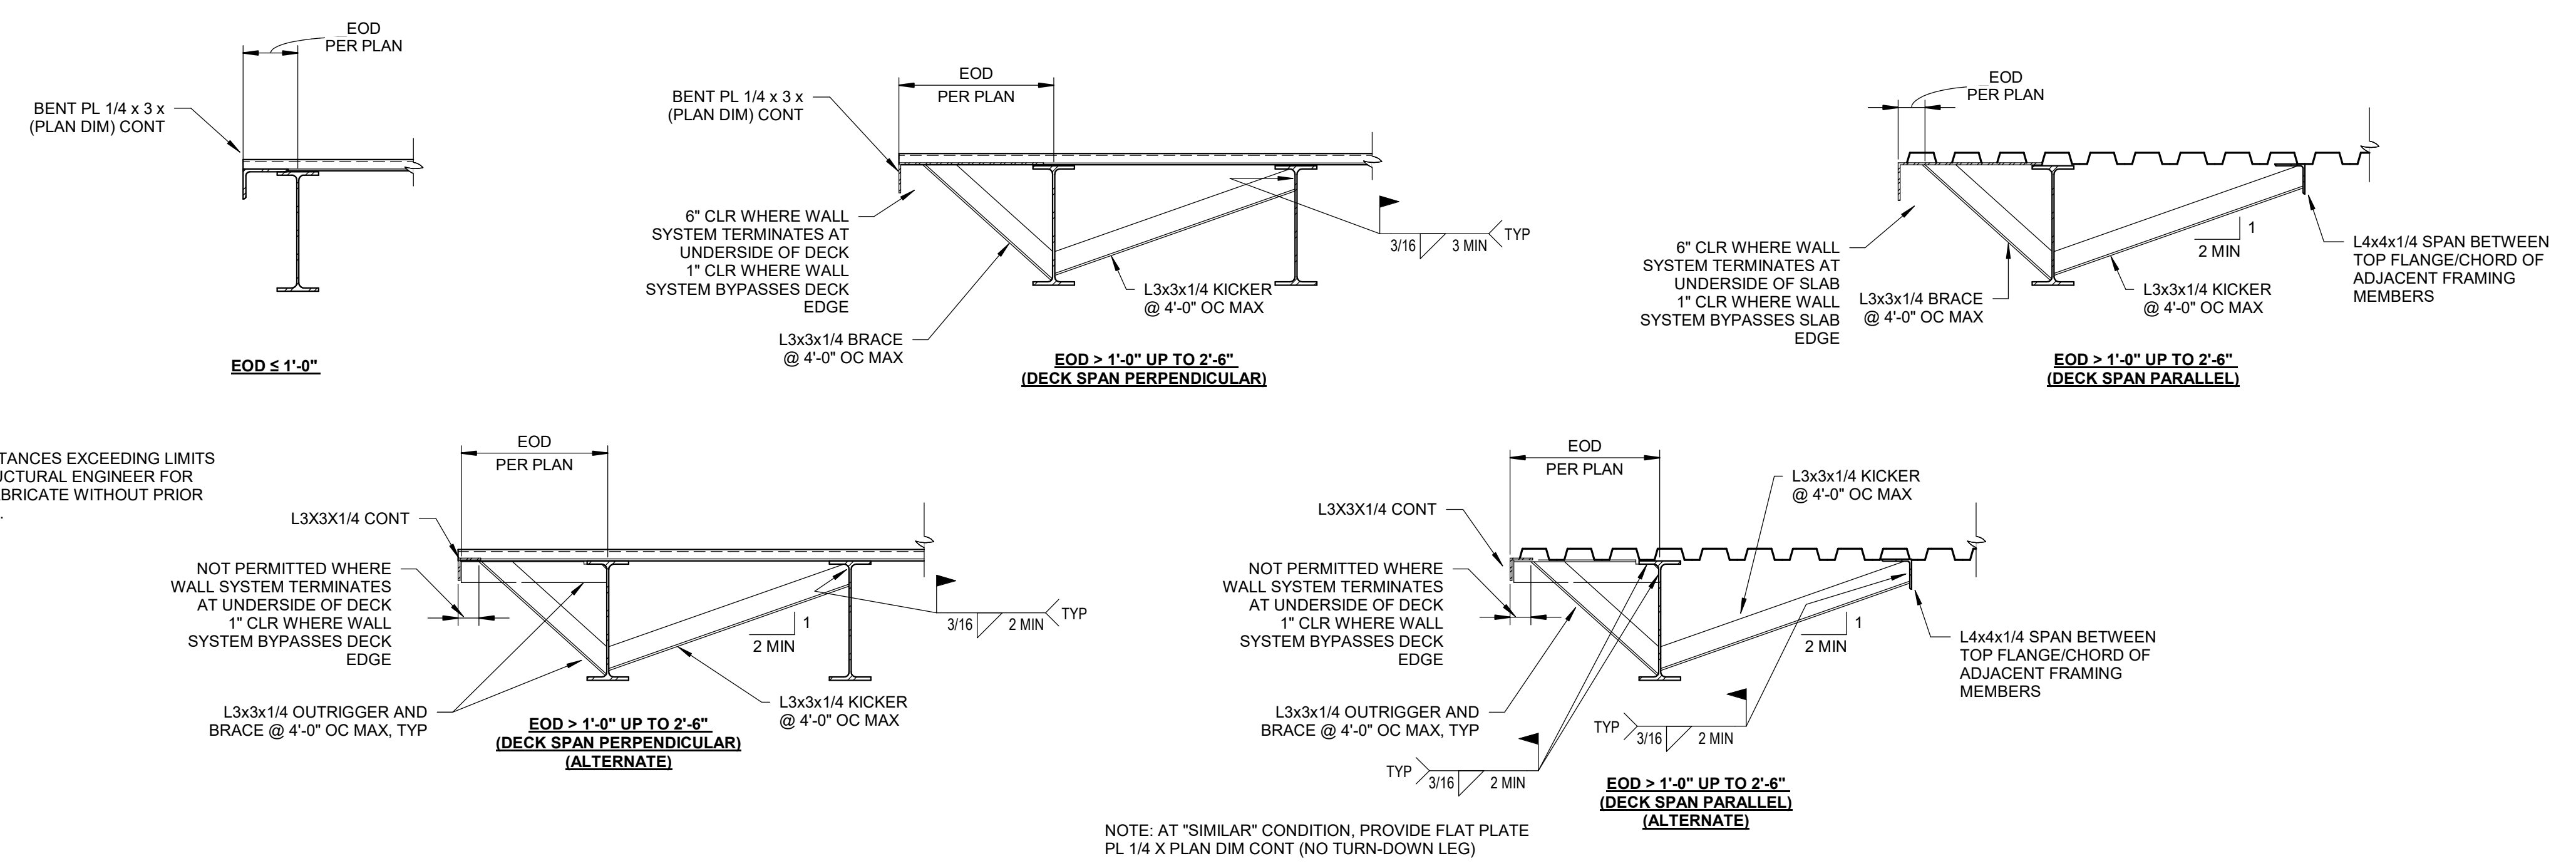 EOD
PER PLAN
BENT PL 1/4 x 3 x
(PLAN DIM) CONT
EOD ≤ 1'-0"
EOD
PER PLAN
BENT PL 1/4 x 3 x
(PLAN DIM) CONT
6" CLR WHERE WALL
SYSTEM TERMINATES AT
UNDERSIDE OF DECK
1" CLR WHERE WALL
SYSTEM BYPASSES DECK
EDGE
L3x3x1/4 BRACE
@ 4'-0" OC MAX
L3x3x1/4 KICKER
@ 4'-0" OC MAX
3/16 3 MIN TYP
EOD > 1'-0" UP TO 2'-6"
(DECK SPAN PERPENDICULAR)
EOD
PER PLAN
6" CLR WHERE WALL
SYSTEM TERMINATES AT
UNDERSIDE OF SLAB
1" CLR WHERE WALL
SYSTEM BYPASSES SLAB
EDGE
L3x3x1/4 BRACE
@ 4'-0" OC MAX
1
2 MIN
L3x3x1/4 KICKER
@ 4'-0" OC MAX
L4x4x1/4 SPAN BETWEEN
TOP FLANGE/CHORD OF
ADJACENT FRAMING
MEMBERS
EOD > 1'-0" UP TO 2'-6"
(DECK SPAN PARALLEL)
TANCES EXCEEDING LIMITS
UCTURAL ENGINEER FOR
ABRICATE WITHOUT PRIOR
.
EOD
PER PLAN
L3X3X1/4 CONT
NOT PERMITTED WHERE
WALL SYSTEM TERMINATES
AT UNDERSIDE OF DECK
1" CLR WHERE WALL
SYSTEM BYPASSES DECK
EDGE
L3x3x1/4 OUTRIGGER AND
BRACE @ 4'-0" OC MAX, TYP
1
2 MIN
L3x3x1/4 KICKER
@ 4'-0" OC MAX
3/16 2 MIN TYP
EOD > 1'-0" UP TO 2'-6"
(DECK SPAN PERPENDICULAR)
(ALTERNATE)
EOD
PER PLAN
L3x3x1/4 KICKER
@ 4'-0" OC MAX
L3X3X1/4 CONT
NOT PERMITTED WHERE
WALL SYSTEM TERMINATES
AT UNDERSIDE OF DECK
1" CLR WHERE WALL
SYSTEM BYPASSES DECK
EDGE
L3x3x1/4 OUTRIGGER AND
BRACE @ 4'-0" OC MAX, TYP
1
2 MIN
L4x4x1/4 SPAN BETWEEN
TOP FLANGE/CHORD OF
ADJACENT FRAMING
MEMBERS
TYP 3/16 2 MIN
TYP 3/16 2 MIN
EOD > 1'-0" UP TO 2'-6"
(DECK SPAN PARALLEL)
(ALTERNATE)
NOTE: AT "SIMILAR" CONDITION, PROVIDE FLAT PLATE
PL 1/4 X PLAN DIM CONT (NO TURN-DOWN LEG)